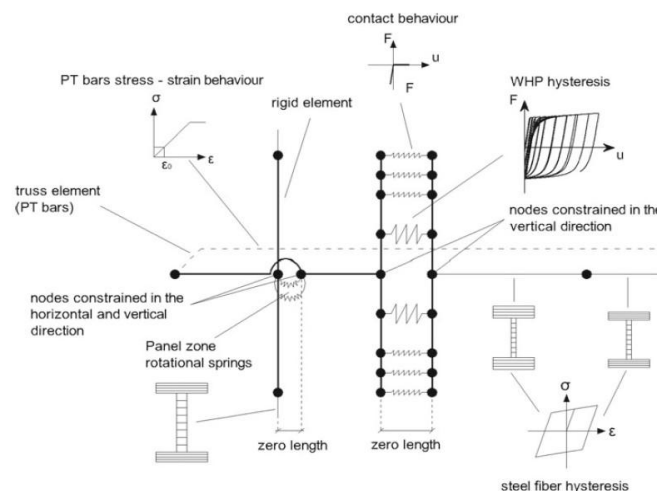 contact behaviour
F
u
F
PT bars stress - strain behaviour
σ
ε₀
ε
rigid element
WHP hysteresis
F
u
truss element
(PT bars)
nodes constrained in the
vertical direction
nodes constrained in the
horizontal and vertical
direction
Panel zone
rotational springs
zero length
zero length
σ
ε
steel fiber hysteresis